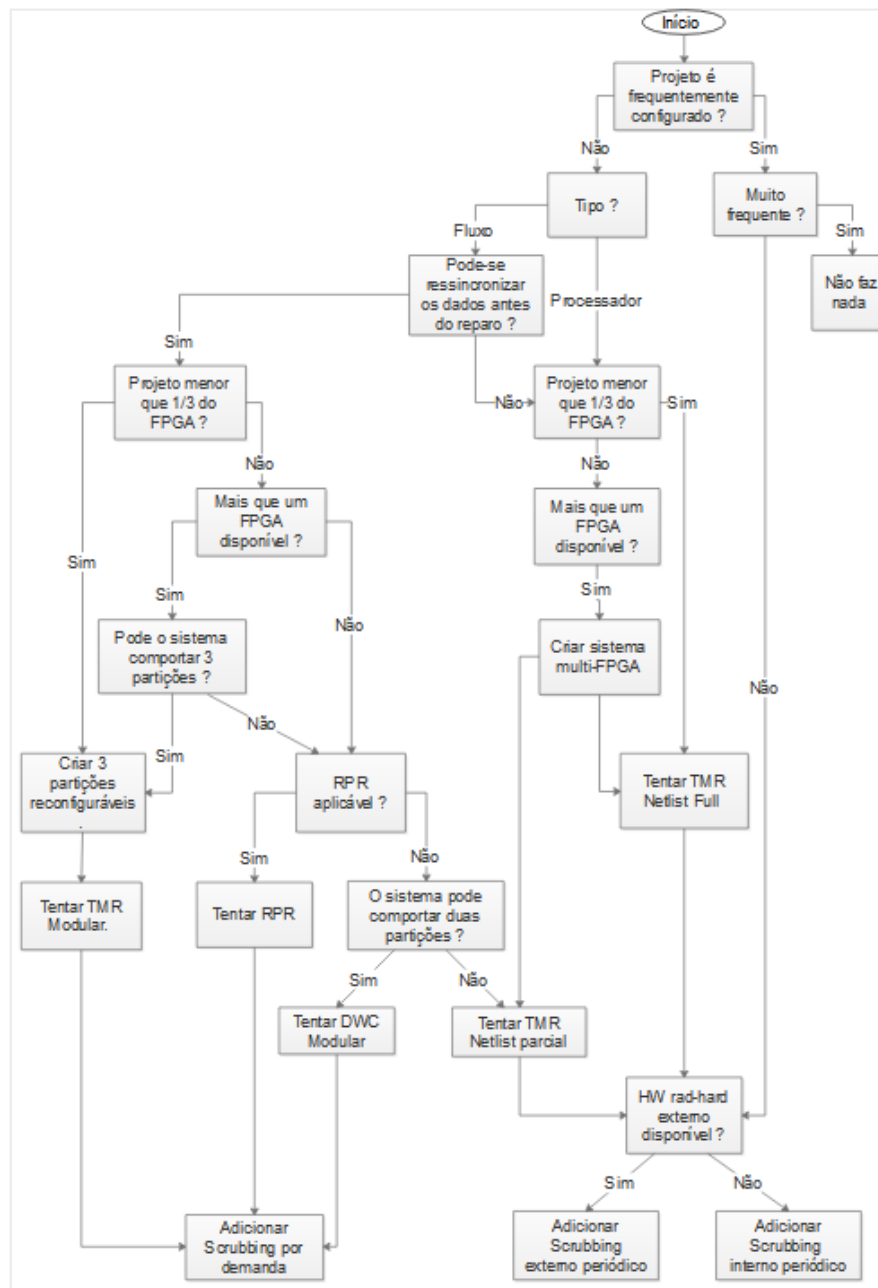 Início
Projeto é
frequentemente
configurado ?
Não
Sim
Tipo ?
Muito
frequente ?
Fluxo
Sim
Pode-se
ressincronizar
os dados antes
do reparo ?
Processador
Não faz
nada
Sim
Projeto menor
que 1/3 do
FPGA ?
Não
Projeto menor
que 1/3 do
FPGA ?
Sim
Não
Não
Mais que um
FPGA
disponível ?
Mais que um
FPGA
disponível ?
Sim
Sim
Sim
Não
Pode o sistema
comportar 3
partições ?
Criar sistema
multi-FPGA
Não
Não
Sim
Criar 3
partições
reconfiguráveis
.
RPR
aplicável ?
Tentar TMR
Netlist Full
Sim
Não
Tentar TMR
Modular.
Tentar RPR
O sistema pode
comportar duas
partições ?
Sim
Não
Tentar DWC
Modular
Tentar TMR
Netlist parcial
HW rad-hard
externo
disponível ?
Sim
Não
Adicionar
Scrubbing por
demanda
Adicionar
Scrubbing
externo periódico
Adicionar
Scrubbing
interno periódico